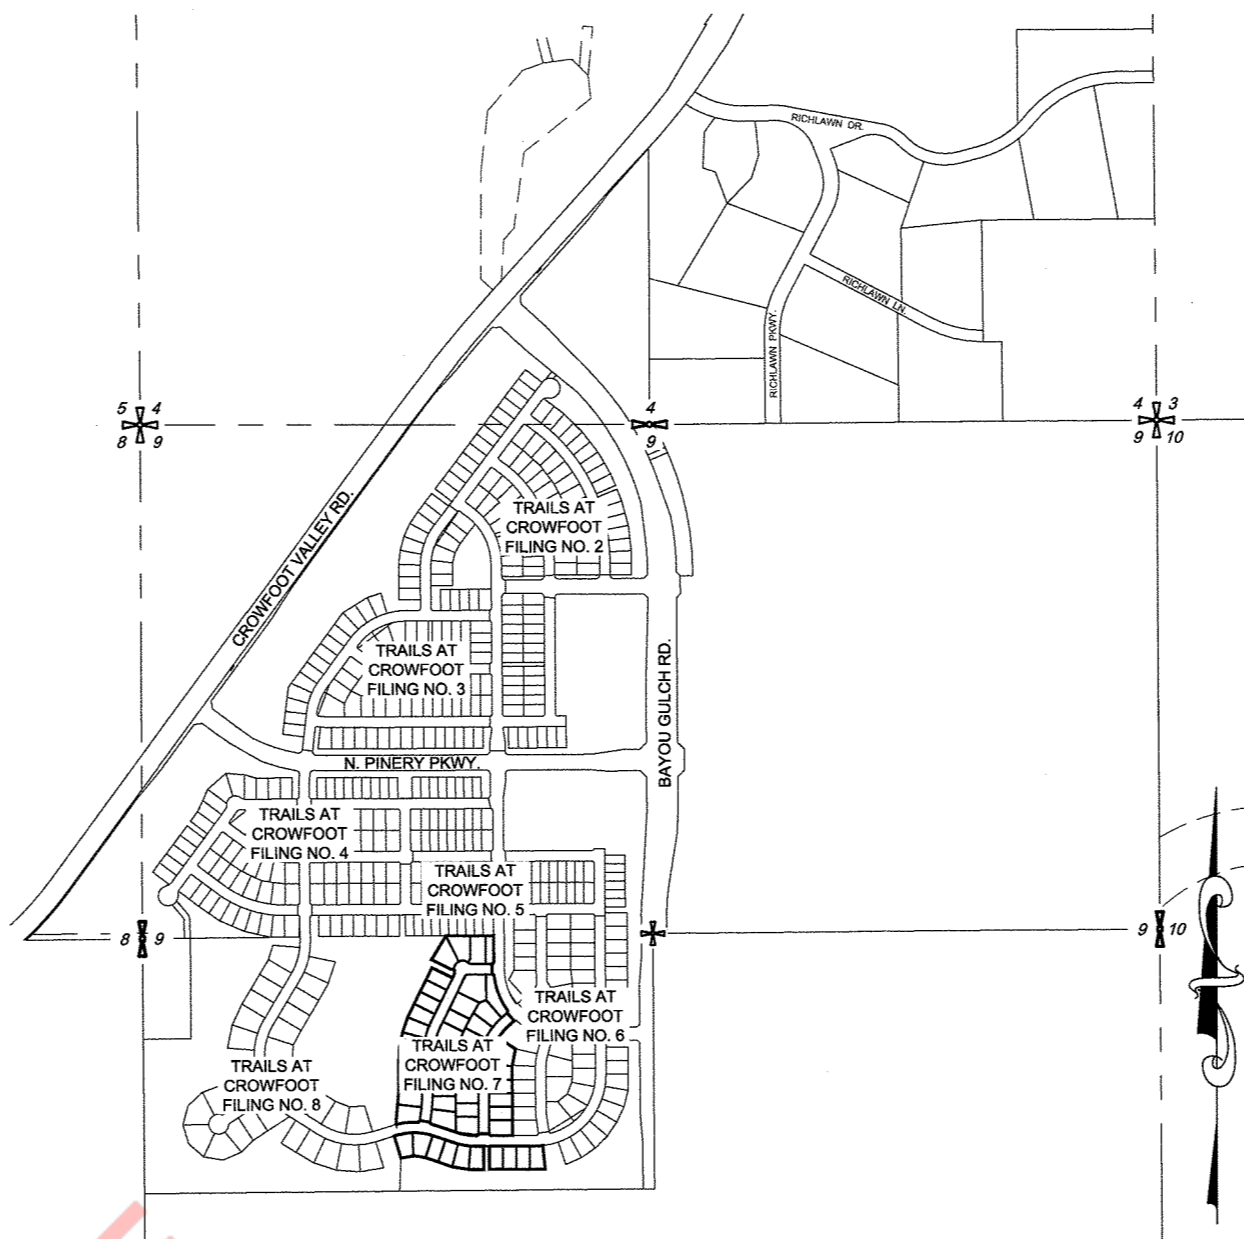 RICHLAWN DR.
RICHLAWN LN.
RICHLAWN PKWY.
5 4
8 9
4
9
4 3
9 10
CROWFOOT VALLEY RD.
TRAILS AT
CROWFOOT
FILING NO. 2
TRAILS AT
CROWFOOT
FILING NO. 3
BAYOU GULCH RD.
N. PINERY PKWY.
TRAILS AT
CROWFOOT
FILING NO. 4
TRAILS AT
CROWFOOT
FILING NO. 5
8 9
9 10
TRAILS AT
CROWFOOT
FILING NO. 6
TRAILS AT
CROWFOOT
FILING NO. 7
TRAILS AT
CROWFOOT
FILING NO. 8